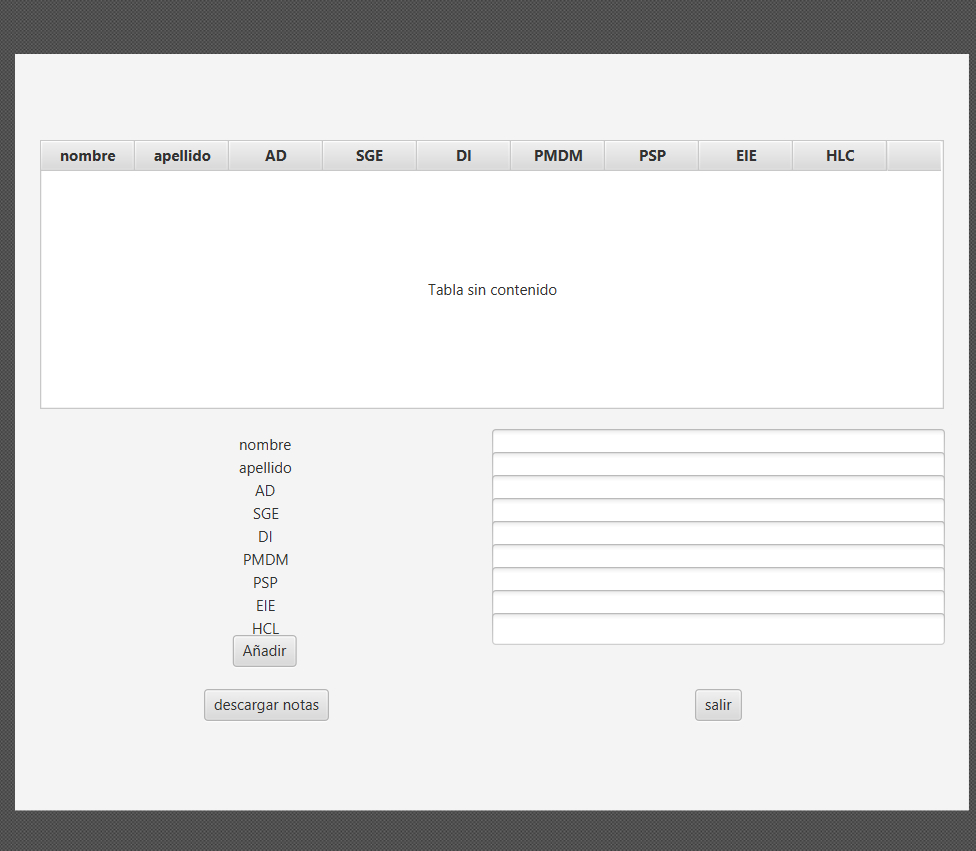 nombre apellido AD SGE DI PMDM PSP EIE HLC
Tabla sin contenido
nombre
apellido
AD
SGE
DI
PMDM
PSP
EIE
HCL
Añadir
descargar notas salir